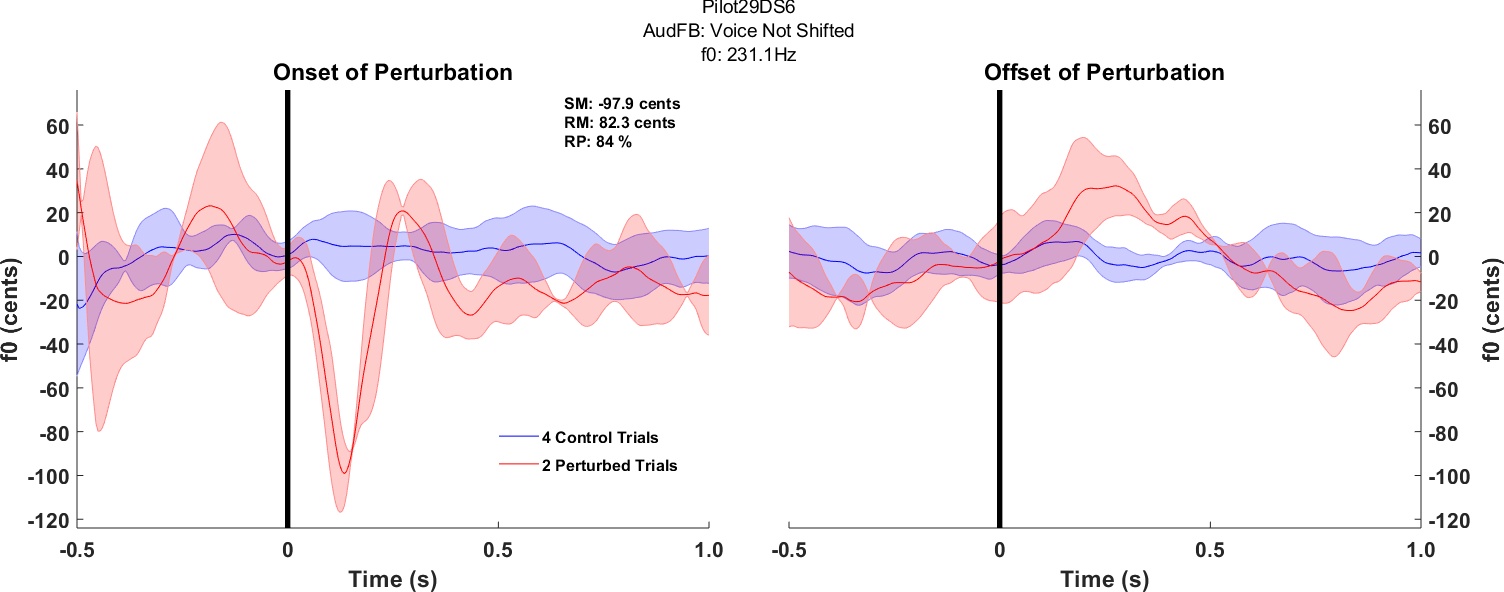 Pilot29DS6
AudFB: Voice Not Shifted
f0: 231.1Hz
Onset of Perturbation
SM: -97.9 cents
RM: 82.3 cents
RP: 84 %
60
40
20
0
-20
-40
-60
-80
-100
-120
f0 (cents)
4 Control Trials
2 Perturbed Trials
-0.5 0 0.5 1.0
Time (s)
Offset of Perturbation
60
40
20
0
-20
-40
-60
-80
-100
-120
f0 (cents)
-0.5 0 0.5 1.0
Time (s)